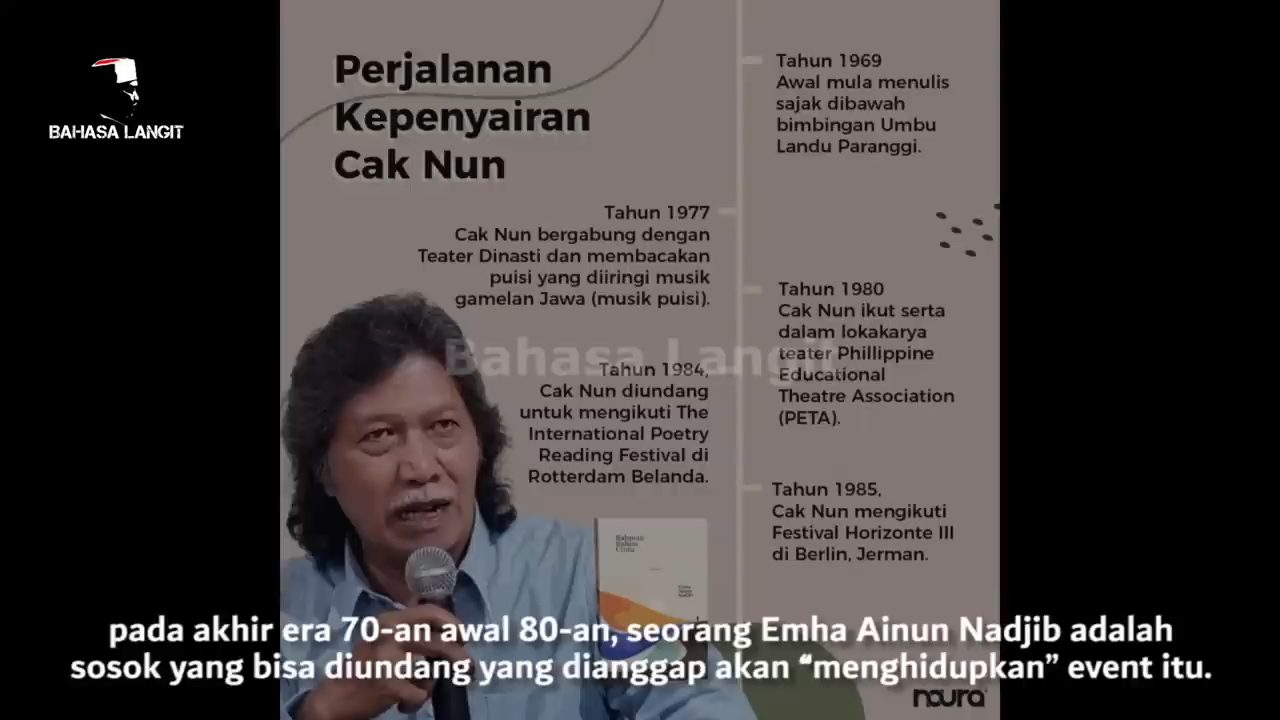 BAHASA LANGIT
Perjalanan
Kepenyairan
Cak Nun
Tahun 1969
Awal mula menulis
sajak dibawah
bimbingan Umbu
Landu Paranggi.
Tahun 1977
Cak Nun bergabung dengan
Teater Dinasti dan membacakan
puisi yang diiringi musik
gamelan Jawa (musik puisi).
Tahun 1980
Cak Nun ikut serta
dalam lokakarya
teater Phillippine
Educational
Theatre Association
(PETA).
Bahasa Langit
Tahun 1984,
Cak Nun diundang
untuk mengikuti The
International Poetry
Reading Festival di
Rotterdam Belanda.
Tahun 1985,
Cak Nun mengikuti
Festival Horizonte III
di Berlin, Jerman.
pada akhir era 70-an awal 80-an, seorang Emha Ainun Nadjib adalah
sosok yang bisa diundang yang dianggap akan “menghidupkan” event itu.
noura